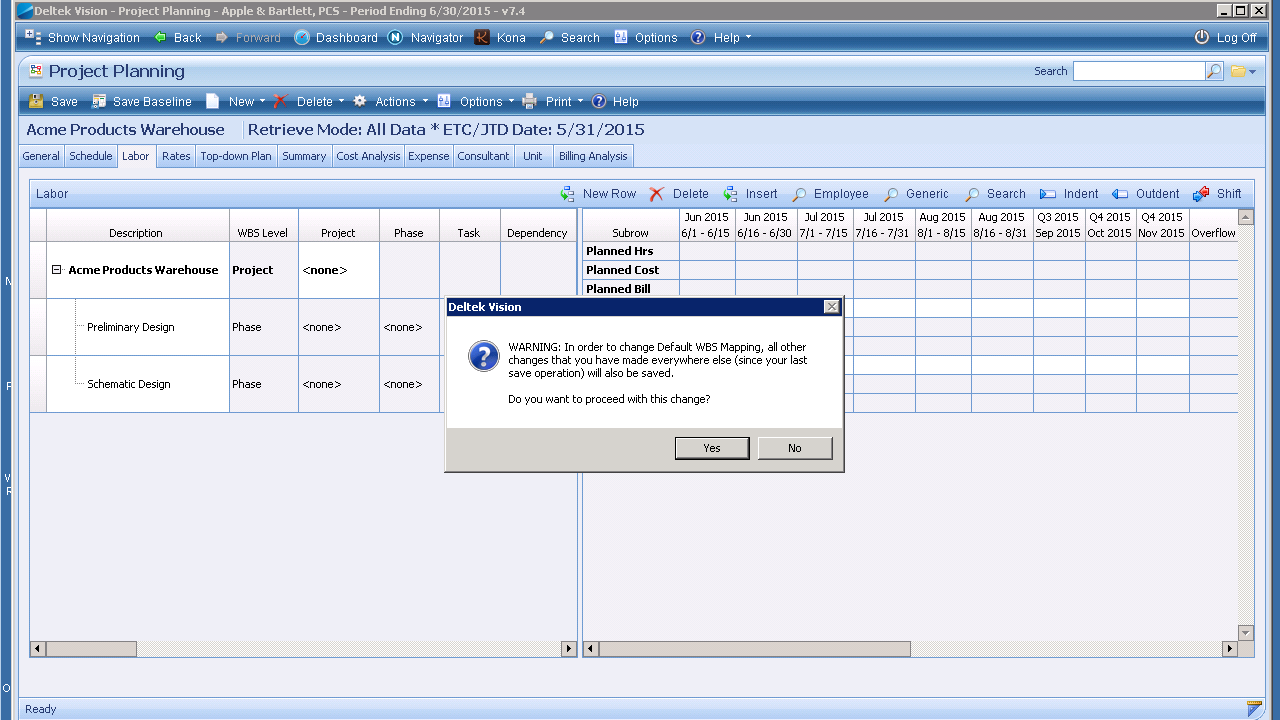 Deltek Vision - Project Planning - Apple & Bartlett, PCS - Period Ending 6/30/2015 - v7.4
Show Navigation Back Forward Dashboard Navigator Kona Search Options Help Log Off
Project Planning Search
Save Save Baseline New Delete Actions Options Print Help
Acme Products Warehouse Retrieve Mode: All Data * ETC/JTD Date: 5/31/2015
General Schedule Labor Rates Top-down Plan Summary Cost Analysis Expense Consultant Unit Billing Analysis
Labor New Row Delete Insert Employee Generic Search Indent Outdent Shift
Jun 2015 Jun 2015 Jul 2015 Jul 2015 Aug 2015 Aug 2015 Q3 2015 Q4 2015 Q4 2015
Description WBS Level Project Phase Task Dependency Subrow 6/1 - 6/15 6/16 - 6/30 7/1 - 7/15 7/16 - 7/31 8/1 - 8/15 8/16 - 8/31 Sep 2015 Oct 2015 Nov 2015 Overflow
Planned Hrs
Acme Products Warehouse Project <none> Planned Cost
Planned Bill
Preliminary Design Phase <none> <none>
Schematic Design Phase <none> <none>
Deltek Vision
WARNING: In order to change Default WBS Mapping, all other
changes that you have made everywhere else (since your last
save operation) will also be saved.
Do you want to proceed with this change?
Yes No
Ready